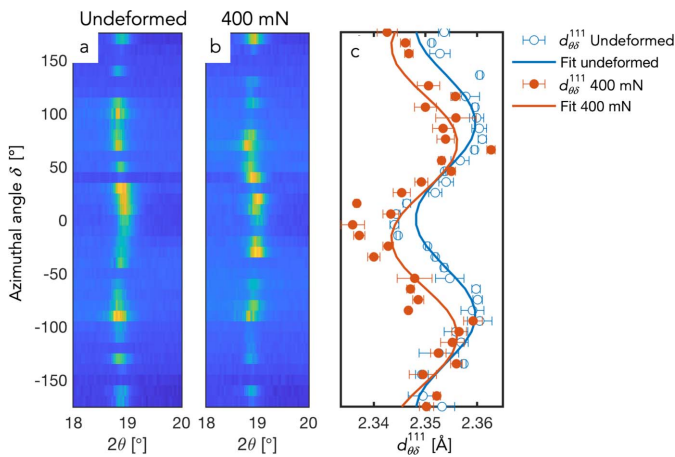 Undeformed
400 mN
a
b
c
Azimuthal angle δ [°]
100
50
0
-50
-100
-150
18
19
20
18
19
20
2θ [°]
2θ [°]
2.34
2.35
2.36
d¹¹¹θδ [Å]
d¹¹¹θδ Undeformed
Fit undeformed
d¹¹¹θδ 400 mN
Fit 400 mN
150